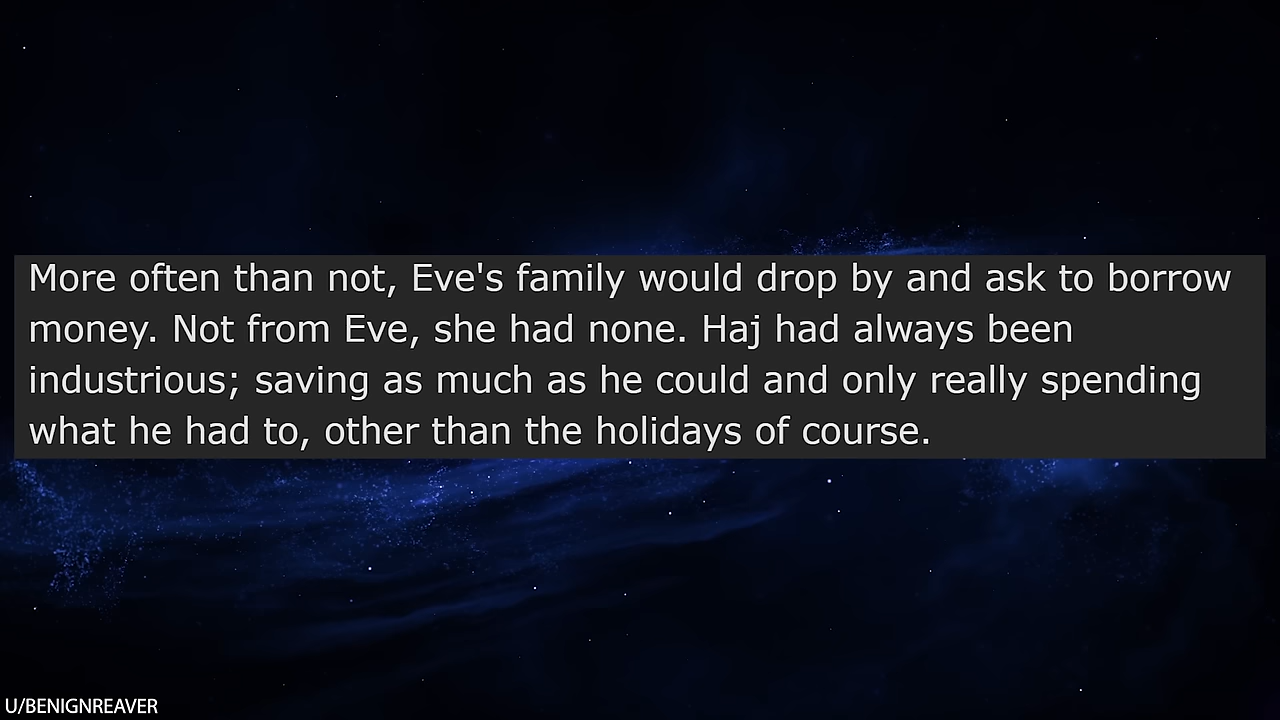 More often than not, Eve's family would drop by and ask to borrow
money. Not from Eve, she had none. Haj had always been
industrious; saving as much as he could and only really spending
what he had to, other than the holidays of course.
U/BENIGNREAVER